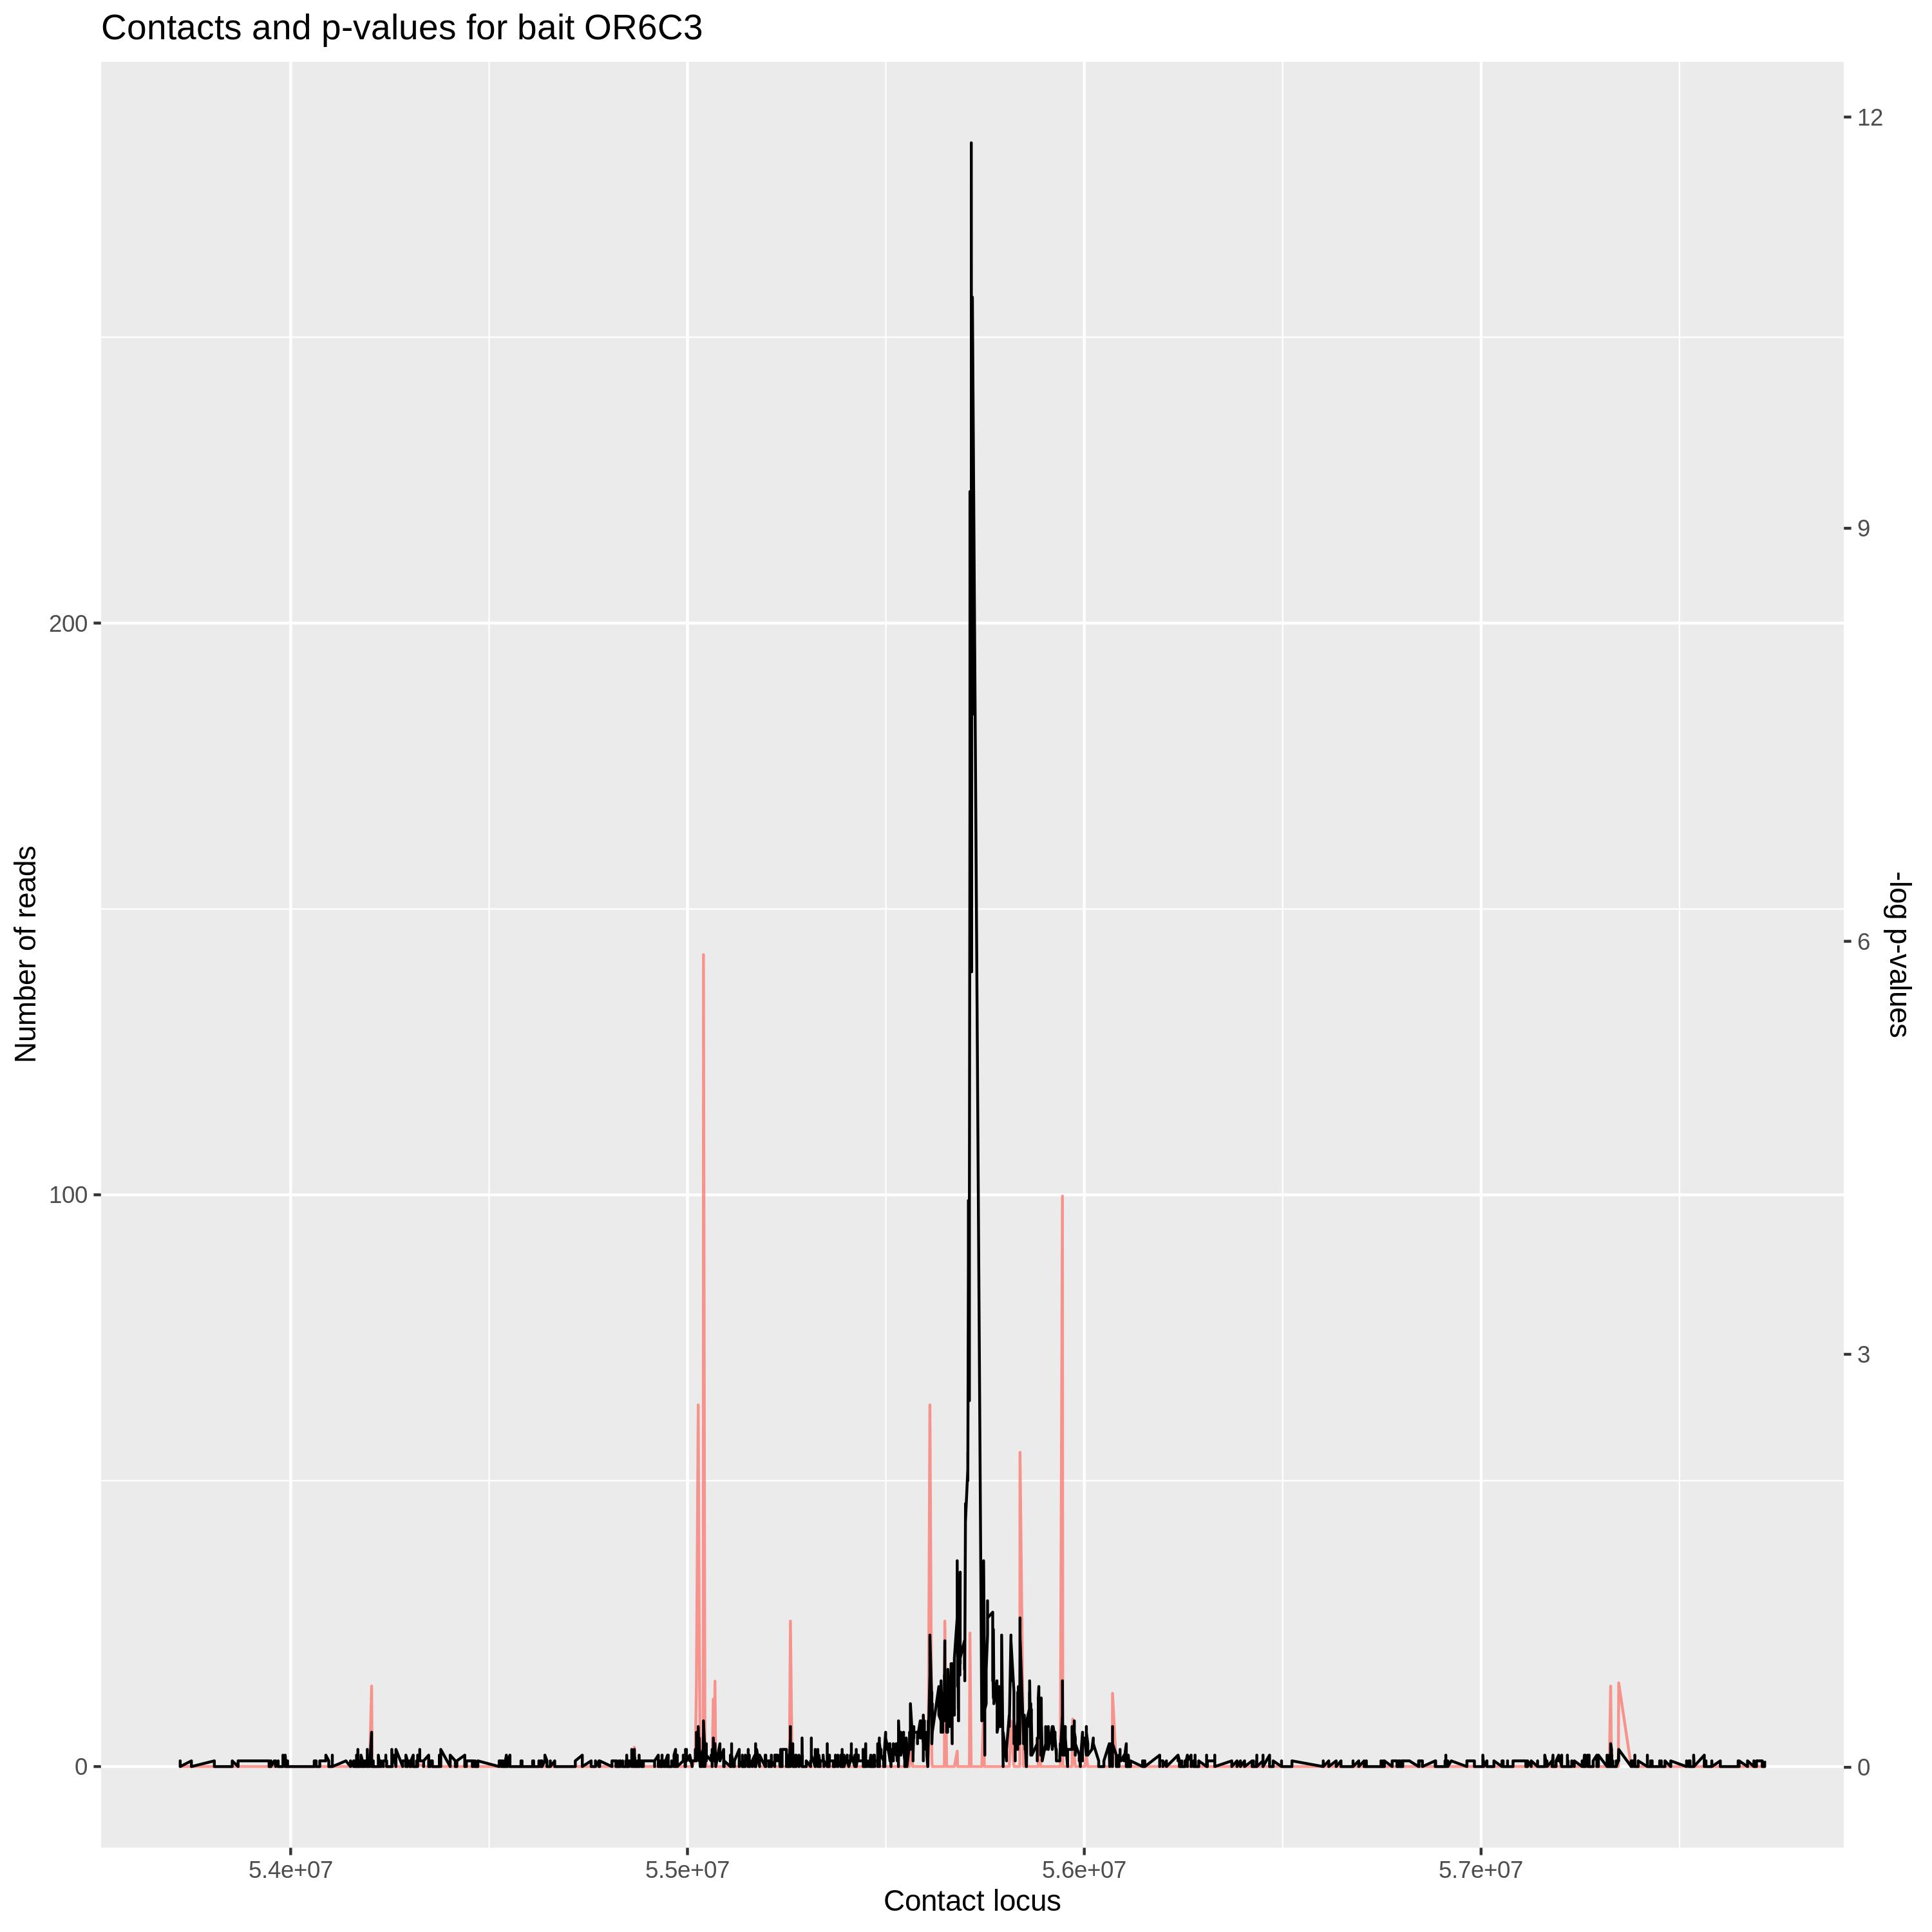 Contacts and p-values for bait OR6C3
Number of reads
200
100
0
12
9
6
3
0
-log p-values
5.4e+07 5.5e+07 5.6e+07 5.7e+07
Contact locus